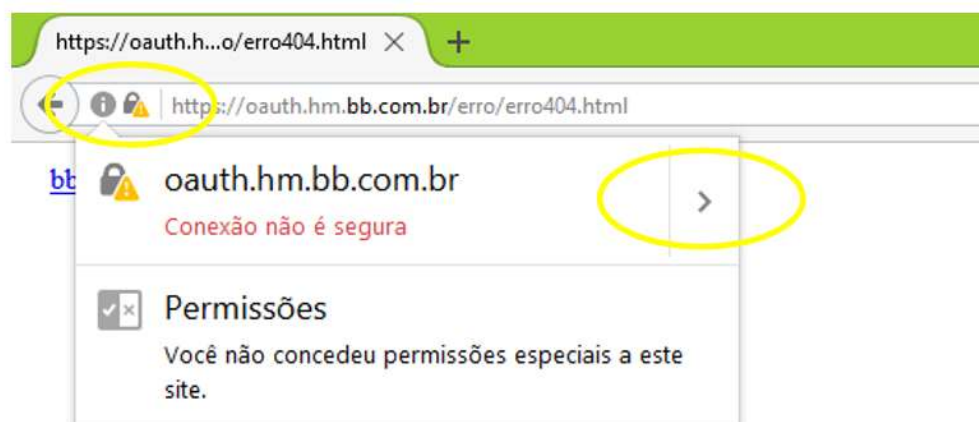 https://oauth.h...o/erro404.html
https://oauth.hm.bb.com.br/erro/erro404.html
bb
oauth.hm.bb.com.br
Conexão não é segura
Permissões
Você não concedeu permissões especiais a este
site.